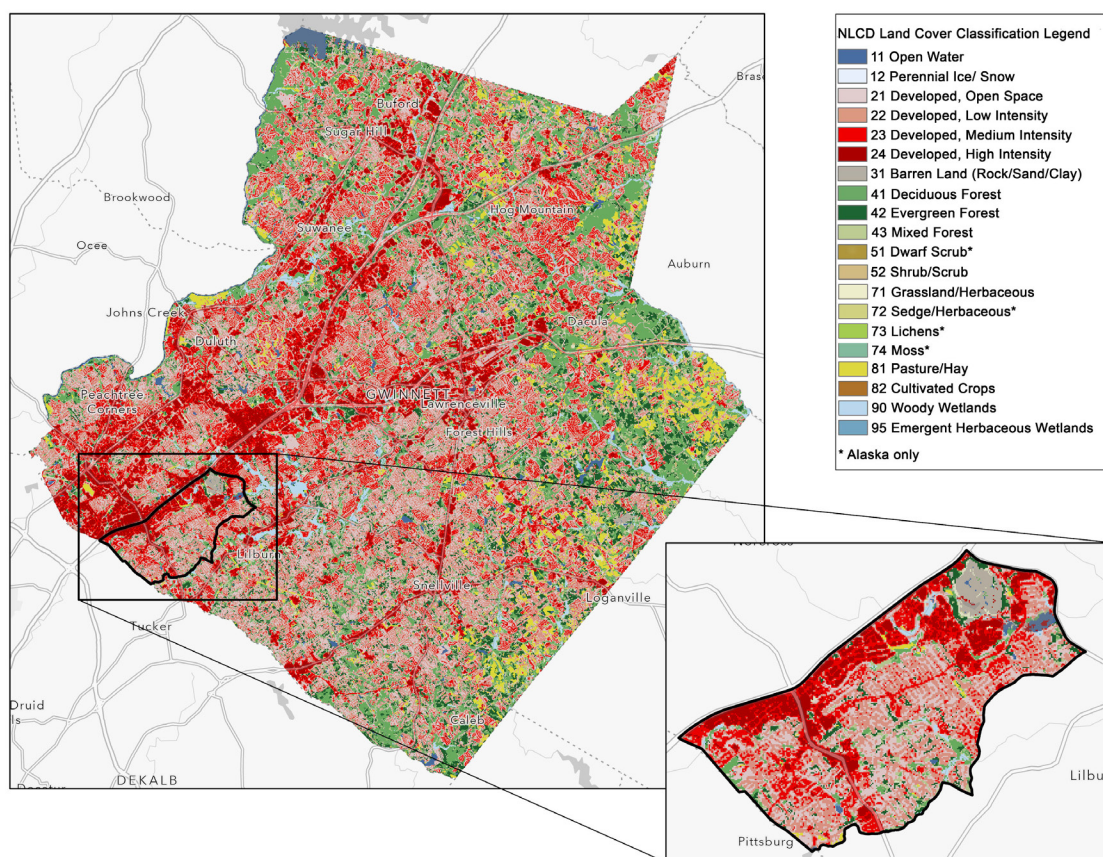 Buford
Sugar Hill
Brase
Brookwood
Hog Mountain
Suwanee
Ocee
Auburn
Johns Creek
Dacula
Duluth
GWINNETT
Peachtree
Corners
Lawrenceville
Forest Hills
Lilburn
Snellville
Loganville
Tucker
Druid
ls
Caleb
DEKALB
NLCD Land Cover Classification Legend
11 Open Water
12 Perennial Ice/ Snow
21 Developed, Open Space
22 Developed, Low Intensity
23 Developed, Medium Intensity
24 Developed, High Intensity
31 Barren Land (Rock/Sand/Clay)
41 Deciduous Forest
42 Evergreen Forest
43 Mixed Forest
51 Dwarf Scrub*
52 Shrub/Scrub
71 Grassland/Herbaceous
72 Sedge/Herbaceous*
73 Lichens*
74 Moss*
81 Pasture/Hay
82 Cultivated Crops
90 Woody Wetlands
95 Emergent Herbaceous Wetlands
* Alaska only
Lilbu
Pittsburg